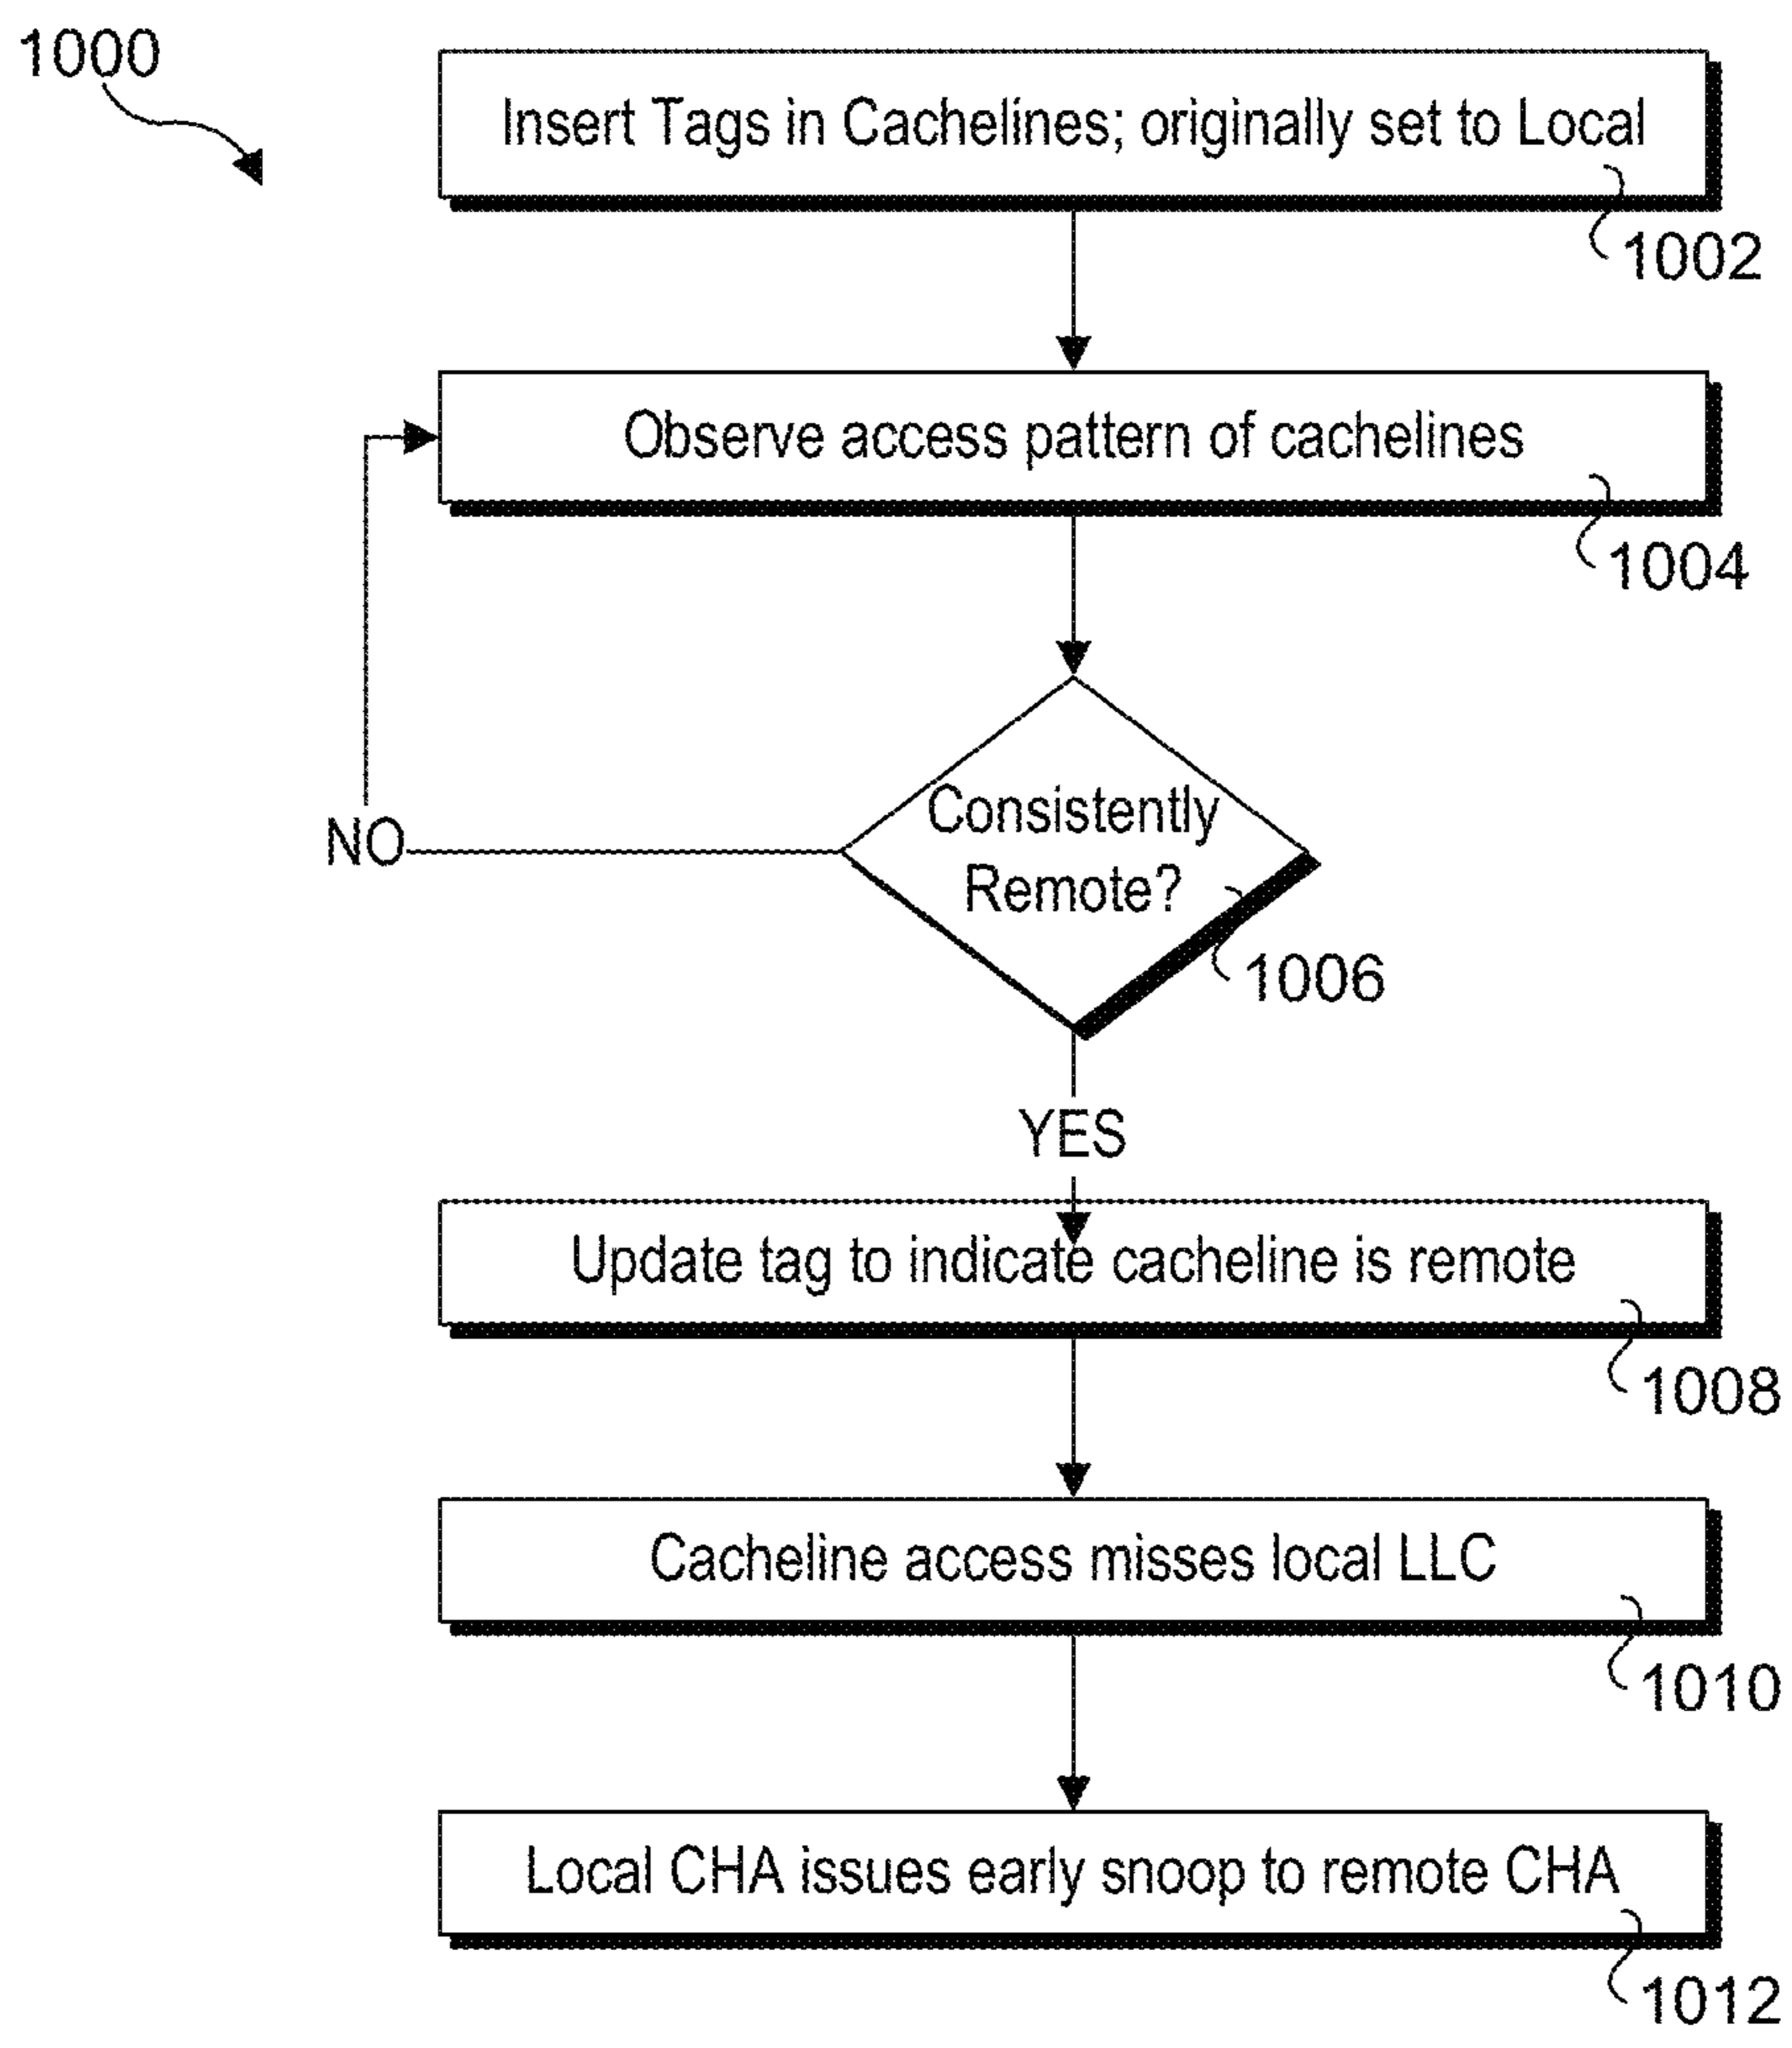 1000
Insert Tags in Cachelines; originally set to Local
1002
Observe access pattern of cachelines
1004
Consistently
Remote?
NO
1006
YES
Update tag to indicate cacheline is remote
1008
Cacheline access misses local LLC
1010
Local CHA issues early snoop to remote CHA
1012